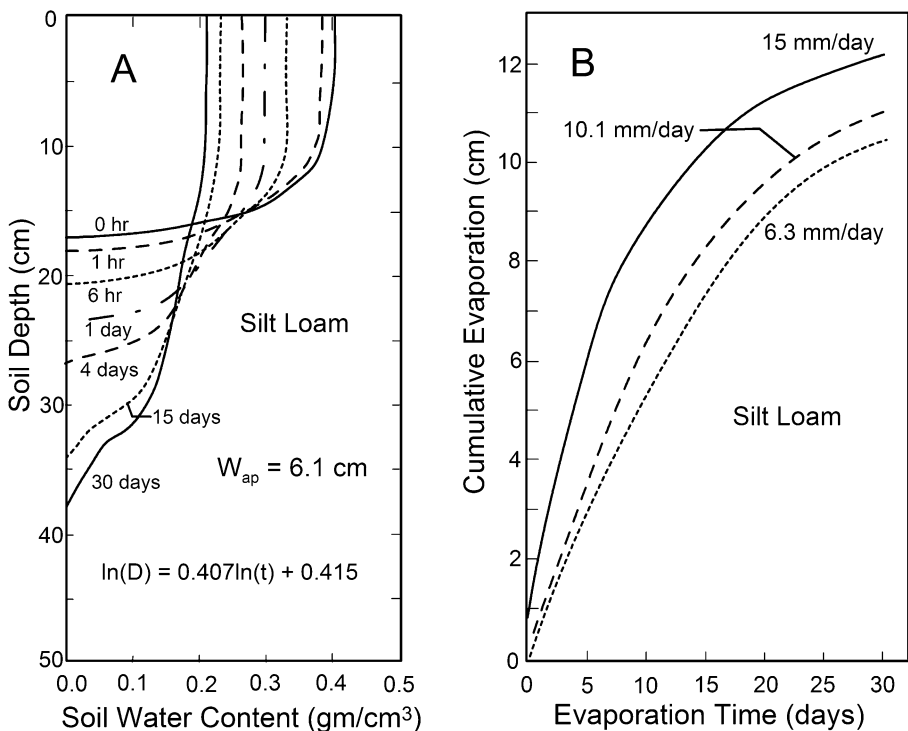 A
0
10
20
30
40
50
Soil Depth (cm)
0 hr
1 hr
6 hr
1 day
4 days
15 days
30 days
Silt Loam
W_ap = 6.1 cm
ln(D) = 0.407ln(t) + 0.415
0.0 0.1 0.2 0.3 0.4 0.5
Soil Water Content (gm/cm³)
B
12
10
8
6
4
2
0
Cumulative Evaporation (cm)
15 mm/day
10.1 mm/day
6.3 mm/day
Silt Loam
0 5 10 15 20 25 30
Evaporation Time (days)